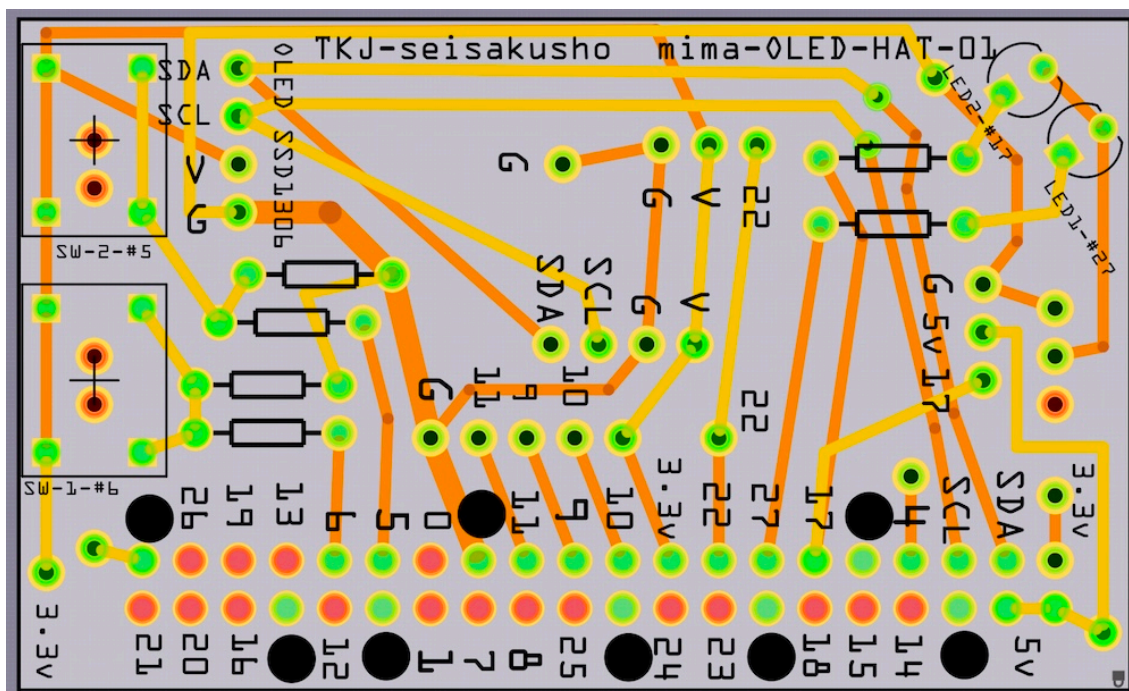 TKJ-seisakusho mima-OLED-HAT-01
SDA
SCL
V
G
OLED SSD1306
SW-2-#5
SW-1-#6
G
G
V
22
SDA
SCL
G
V
LED2-#17
LED1-#27
G
5v
17
G
11
9
10
22
26
19
13
6
5
0
11
9
10
3.3v
22
27
17
4
SCL
SDA
3.3v
3.3v
21
20
16
12
1
7
8
25
24
23
18
15
14
5v